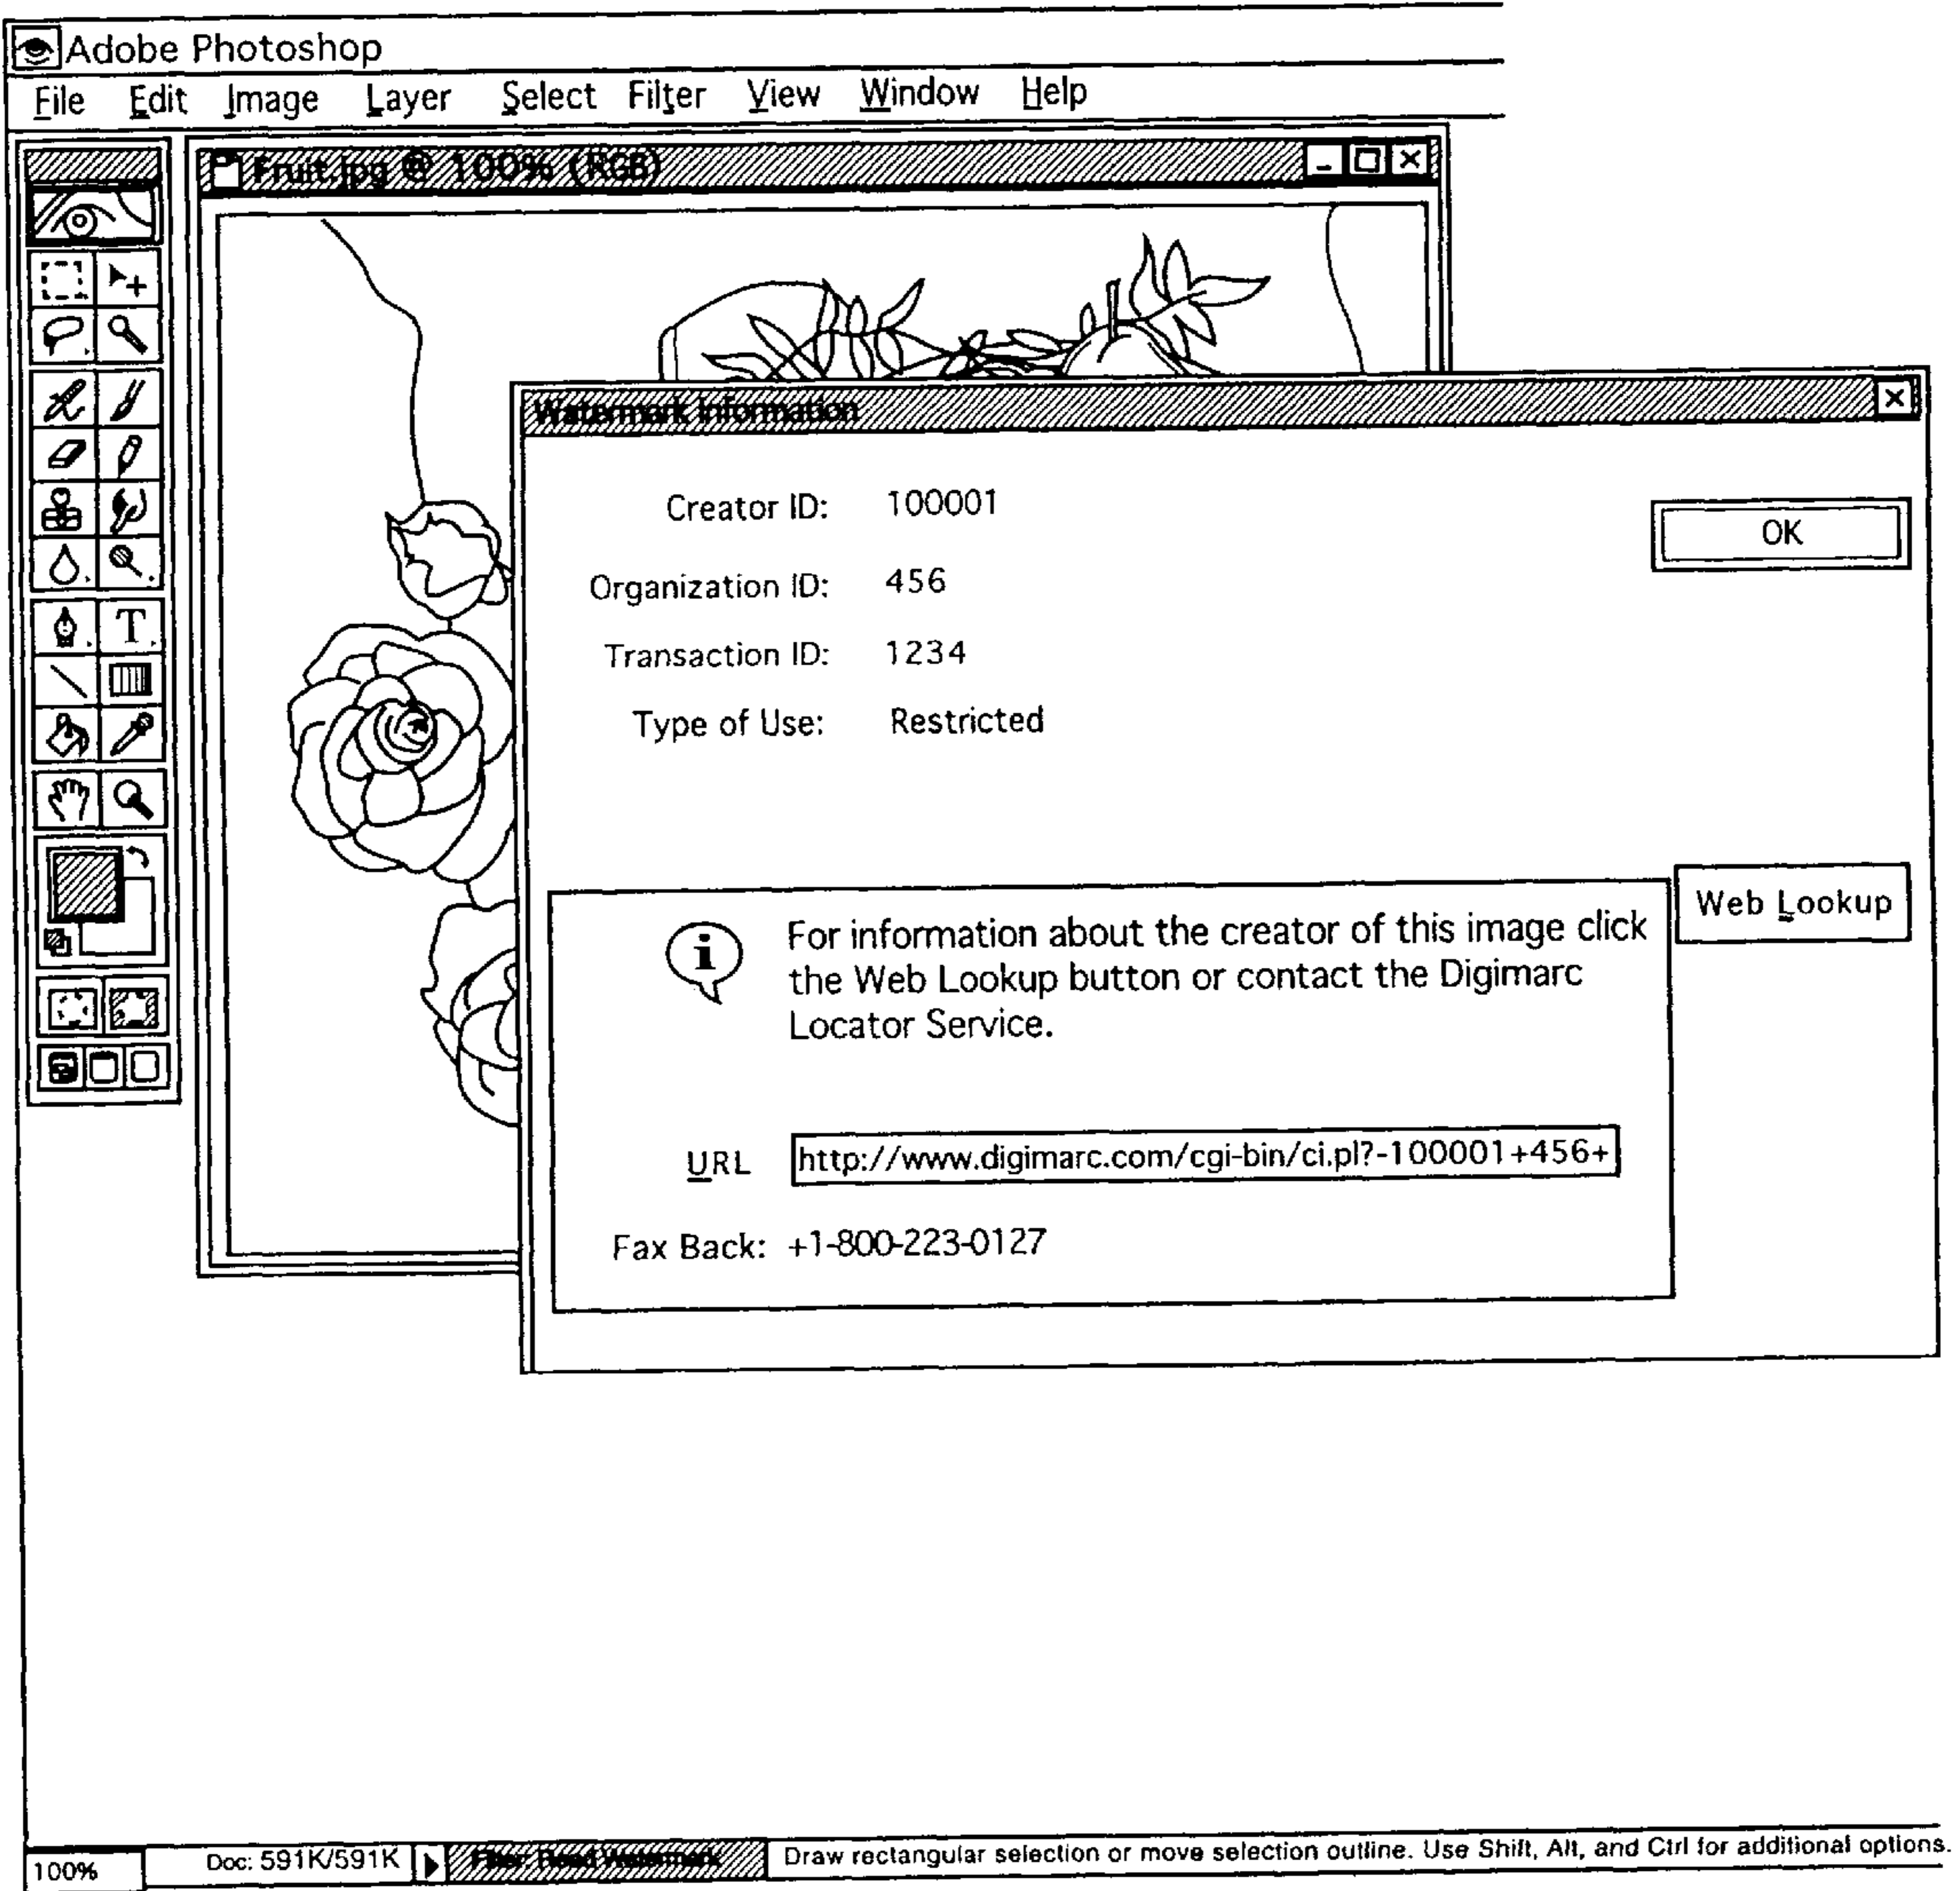 Adobe Photoshop
File Edit Image Layer Select Filter View Window Help
Fruit.jpg @ 100% (RGB)
T
Watermark Information
Creator ID: 100001
OK
Organization ID: 456
Transaction ID: 1234
Type of Use: Restricted
Web Lookup
i For information about the creator of this image click
the Web Lookup button or contact the Digimarc
Locator Service.
URL http://www.digimarc.com/cgi-bin/ci.pl?-100001+456+
Fax Back: +1-800-223-0127
100% Doc: 591K/591K Filter: Read Watermark Draw rectangular selection or move selection outline. Use Shift, Alt, and Ctrl for additional options.